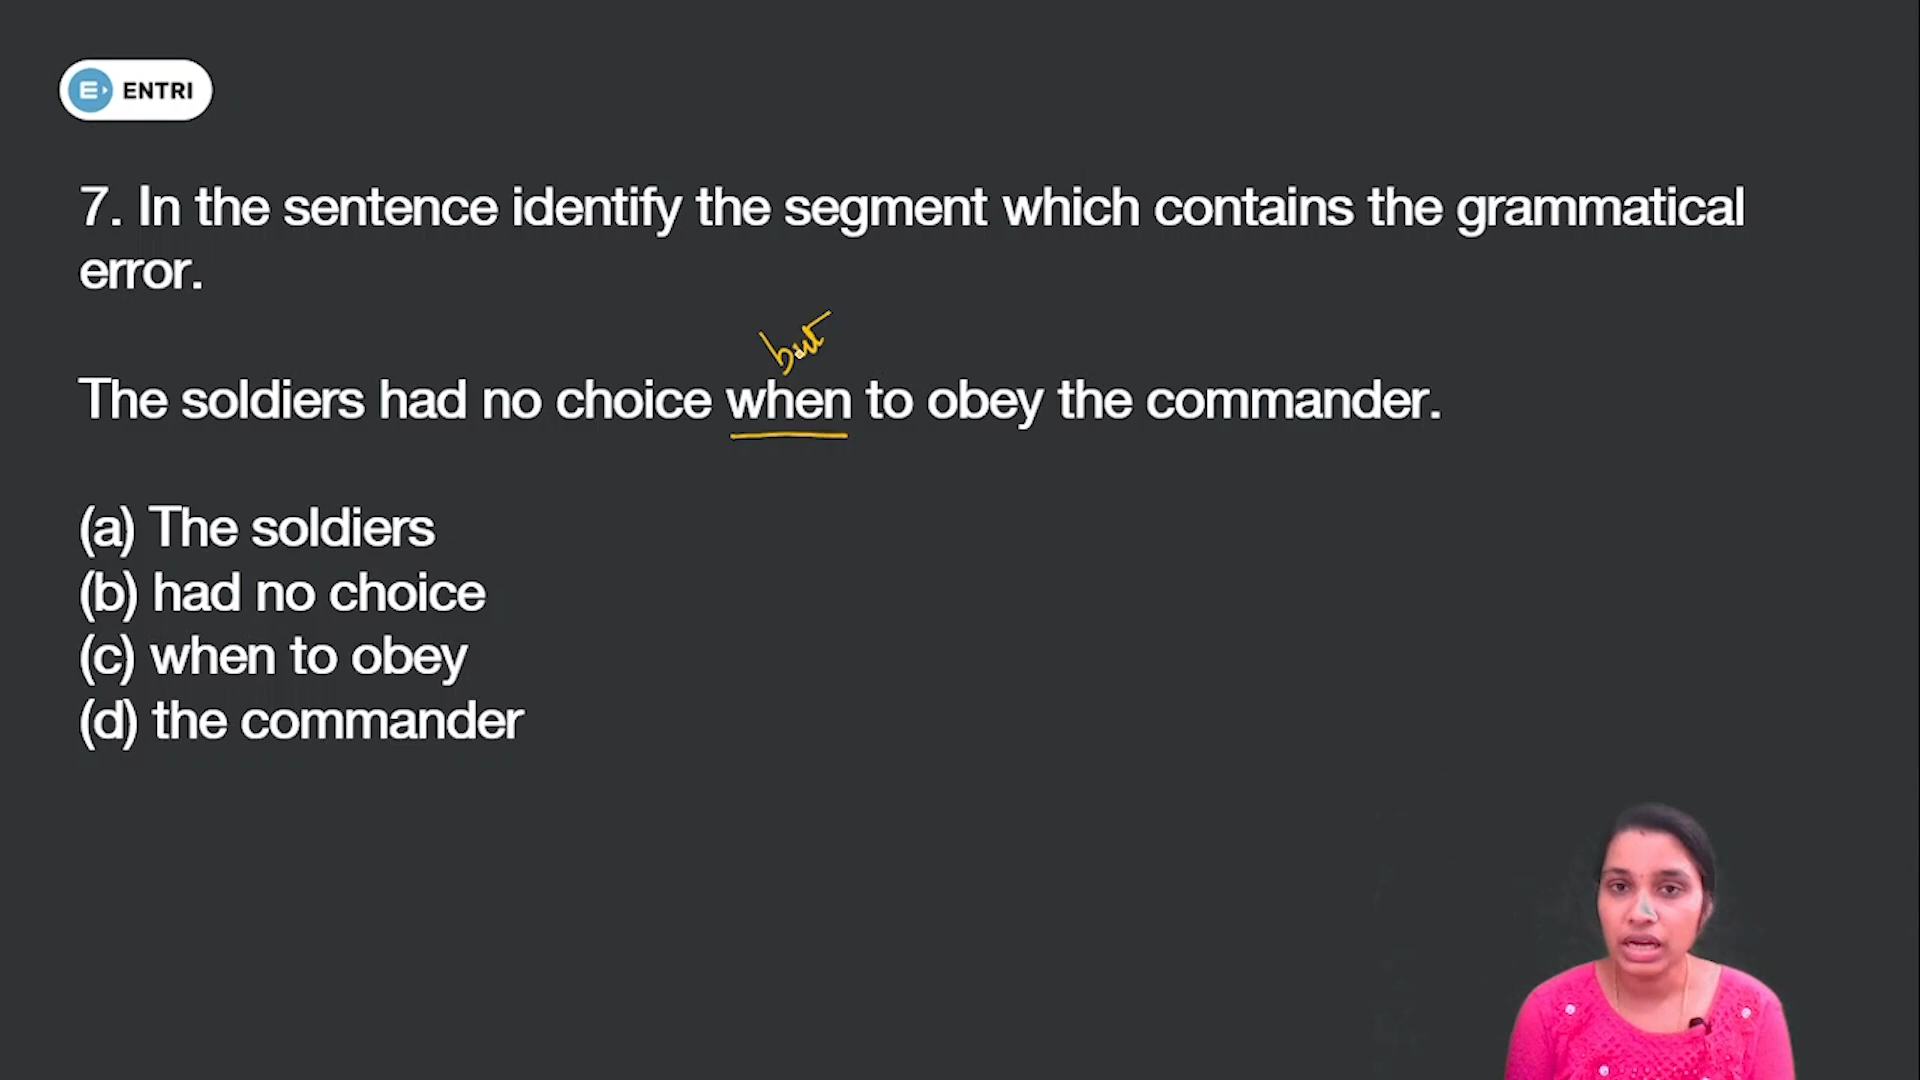 ENTRI
7. In the sentence identify the segment which contains the grammatical
error.
but
The soldiers had no choice when to obey the commander.
(a) The soldiers
(b) had no choice
(c) when to obey
(d) the commander